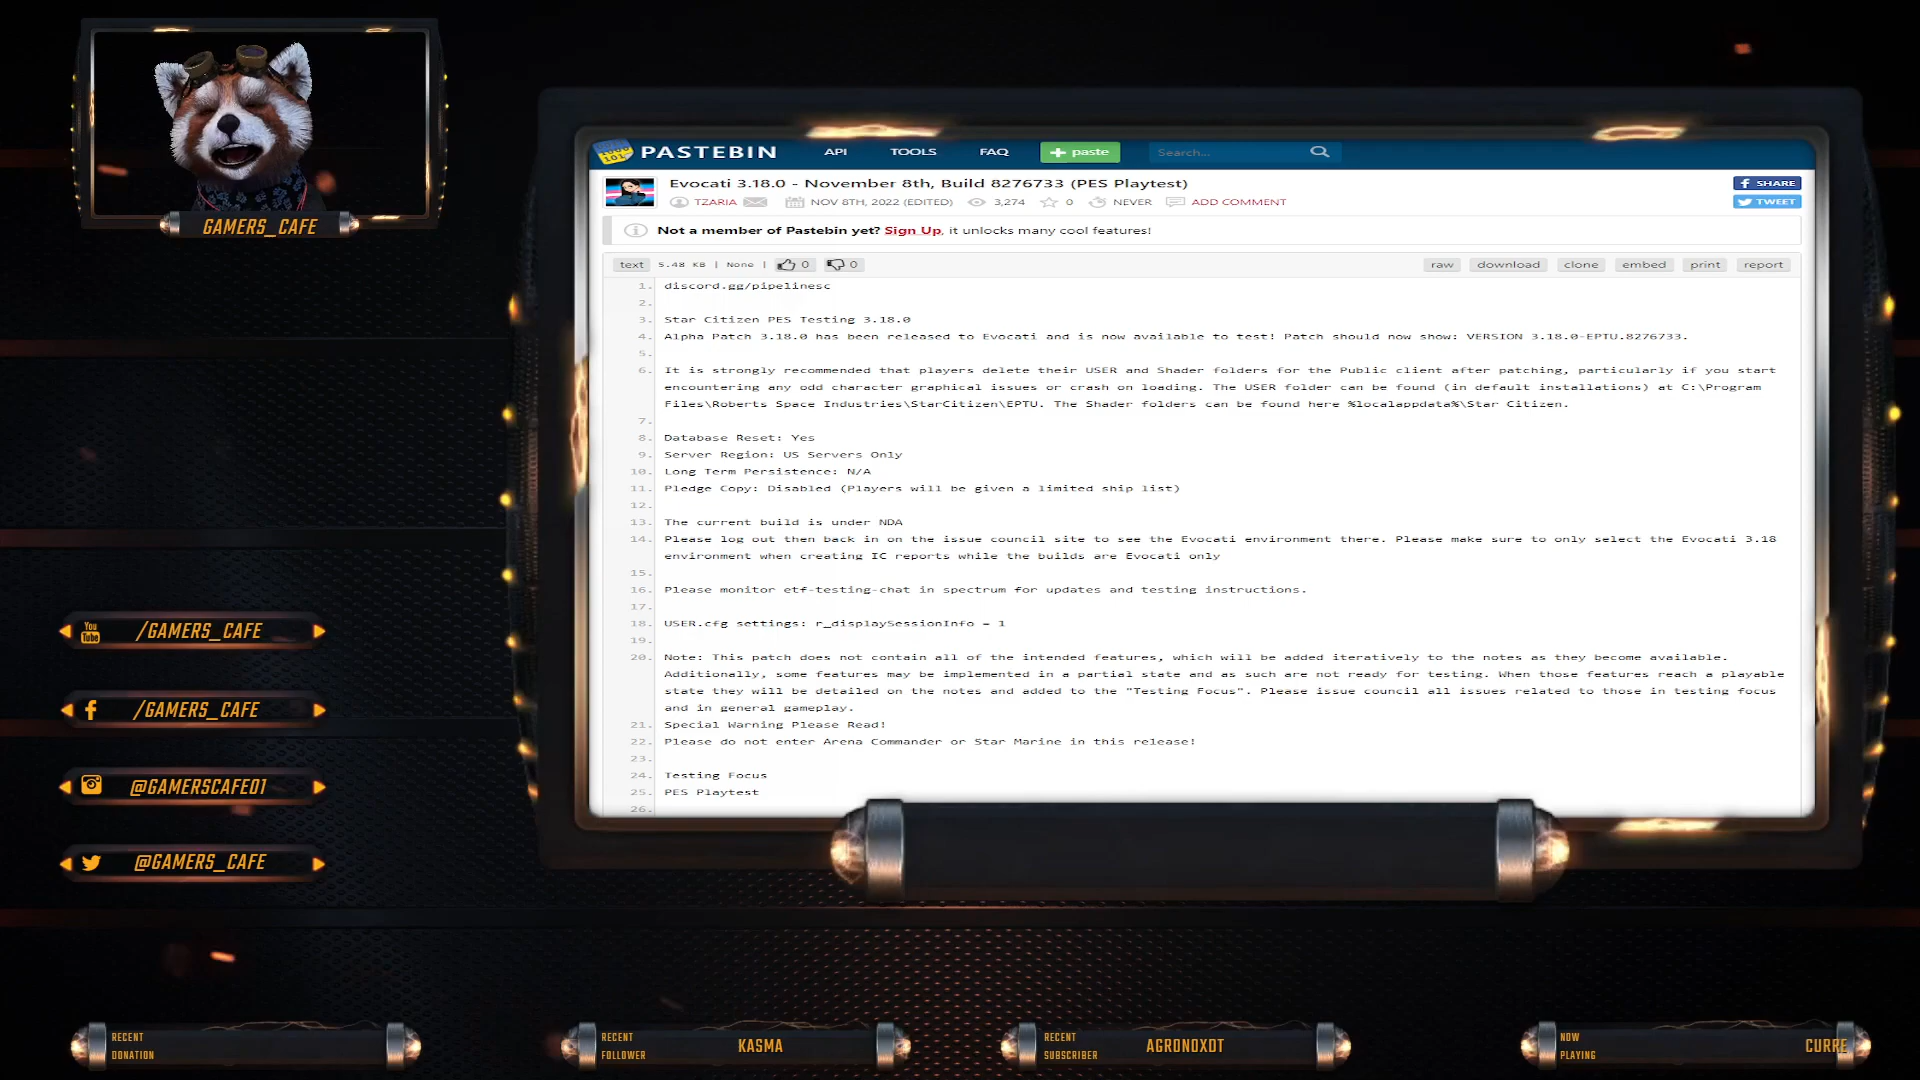 GAMERS_CAFE
/GAMERS_CAFE
/GAMERS_CAFE
@GAMERSCAFE01
@GAMERS_CAFE
PASTEBIN API TOOLS FAQ + paste Search...
Evocati 3.18.0 - November 8th, Build 8276733 (PES Playtest)
TZARIA NOV 8TH, 2022 (EDITED) 3,274 0 NEVER ADD COMMENT
SHARE
TWEET
Not a member of Pastebin yet? Sign Up, it unlocks many cool features!
text 5.48 KB | None | 0 0 raw download clone embed print report
1. discord.gg/pipelinesc
2.
3. Star Citizen PES Testing 3.18.0
4. Alpha Patch 3.18.0 has been released to Evocati and is now available to test! Patch should now show: VERSION 3.18.0-EPTU.8276733.
5.
6. It is strongly recommended that players delete their USER and Shader folders for the Public client after patching, particularly if you start
encountering any odd character graphical issues or crash on loading. The USER folder can be found (in default installations) at C:\Program
Files\Roberts Space Industries\StarCitizen\EPTU. The Shader folders can be found here %localappdata%\Star Citizen.
7.
8. Database Reset: Yes
9. Server Region: US Servers Only
10. Long Term Persistence: N/A
11. Pledge Copy: Disabled (Players will be given a limited ship list)
12.
13. The current build is under NDA
14. Please log out then back in on the issue council site to see the Evocati environment there. Please make sure to only select the Evocati 3.18
environment when creating IC reports while the builds are Evocati only
15.
16. Please monitor etf-testing-chat in spectrum for updates and testing instructions.
17.
18. USER.cfg settings: r_displaySessionInfo = 1
19.
20. Note: This patch does not contain all of the intended features, which will be added iteratively to the notes as they become available.
Additionally, some features may be implemented in a partial state and as such are not ready for testing. When those features reach a playable
state they will be detailed on the notes and added to the "Testing Focus". Please issue council all issues related to those in testing focus
and in general gameplay.
21. Special Warning Please Read!
22. Please do not enter Arena Commander or Star Marine in this release!
23.
24. Testing Focus
25. PES Playtest
26.
RECENT DONATION
RECENT FOLLOWER KASMA
RECENT SUBSCRIBER AGRONOXDT
NOW PLAYING CURRE